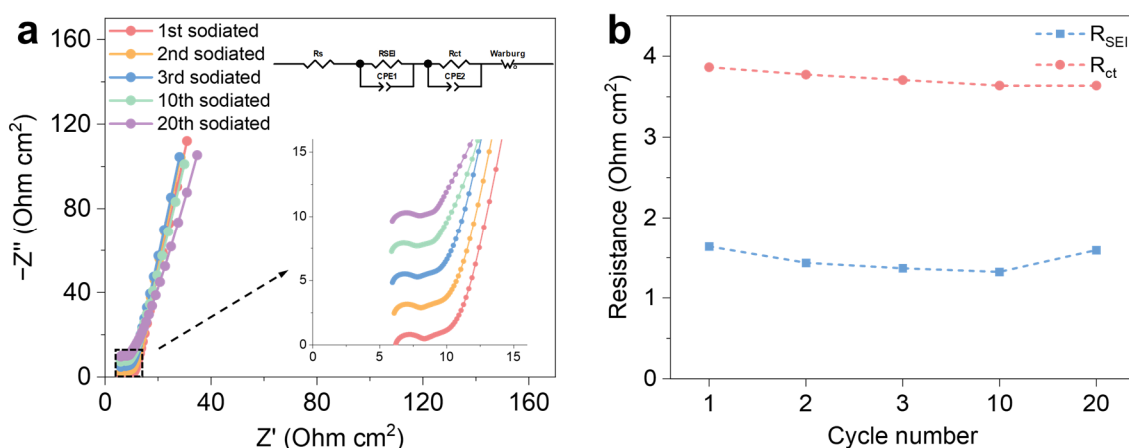 a
160
120
80
40
0
0
40
80
120
160
−Z'' (Ohm cm²)
Z' (Ohm cm²)
1st sodiated
2nd sodiated
3rd sodiated
10th sodiated
20th sodiated
Rs
RSEI
CPE1
Rct
CPE2
Warburg
15
10
5
0
0
5
10
15
b
4
3
2
1
0
1
2
3
10
20
Resistance (Ohm cm²)
Cycle number
R_SEI
R_ct